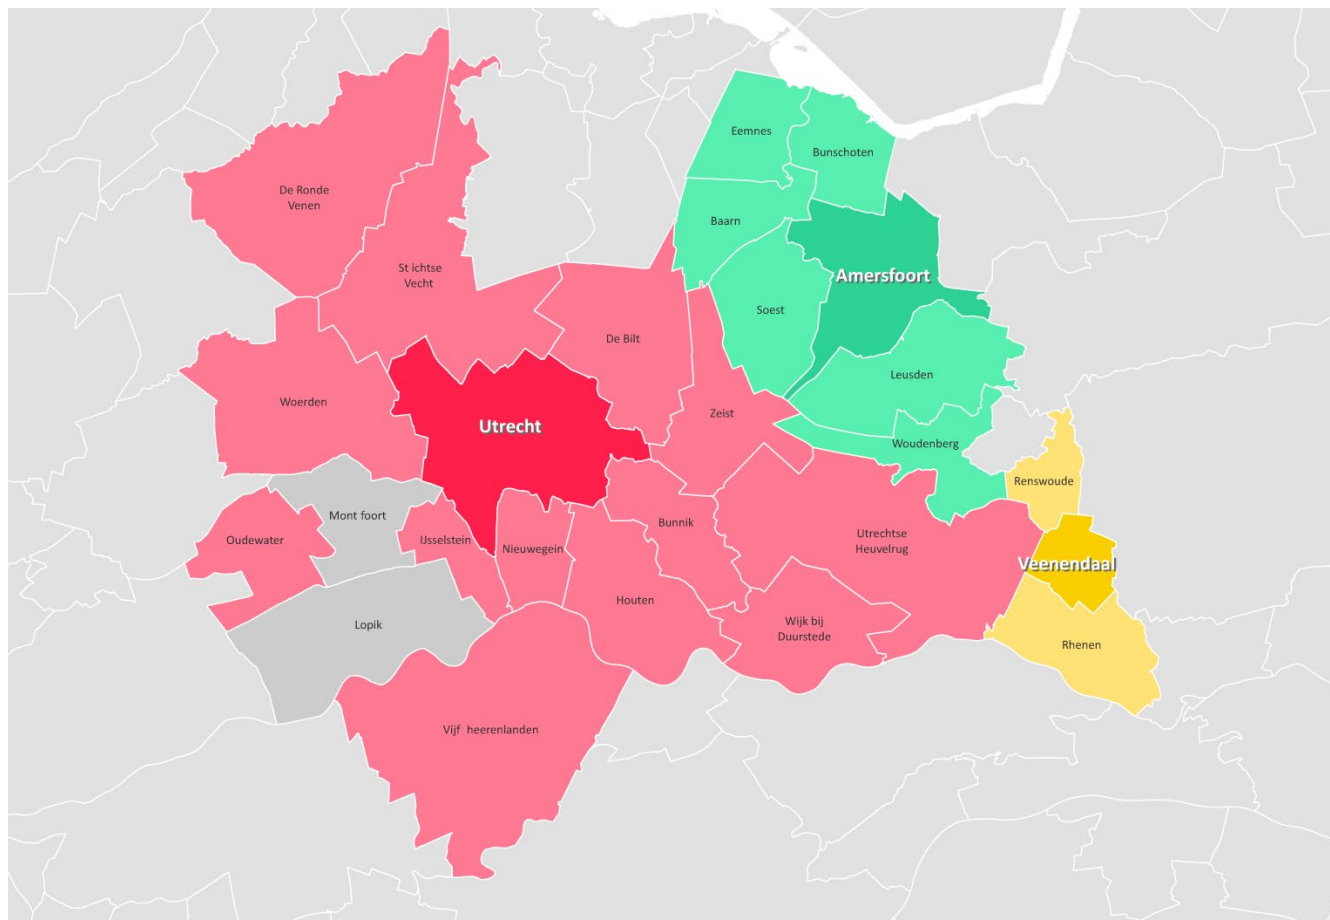 Eemnes
Bunschoten
De Ronde
Venen
Baarn
St ichtse
Vecht
Amersfoort
Soest
De Bilt
Leusden
Woerden
Zeist
Utrecht
Woudenberg
Renswoude
Mont foort
Bunnik
Oudewater
IJsselstein
Nieuwegein
Utrechtse
Heuvelrug
Veenendaal
Houten
Lopik
Wijk bij
Duurstede
Rhenen
Vijf heerenlanden